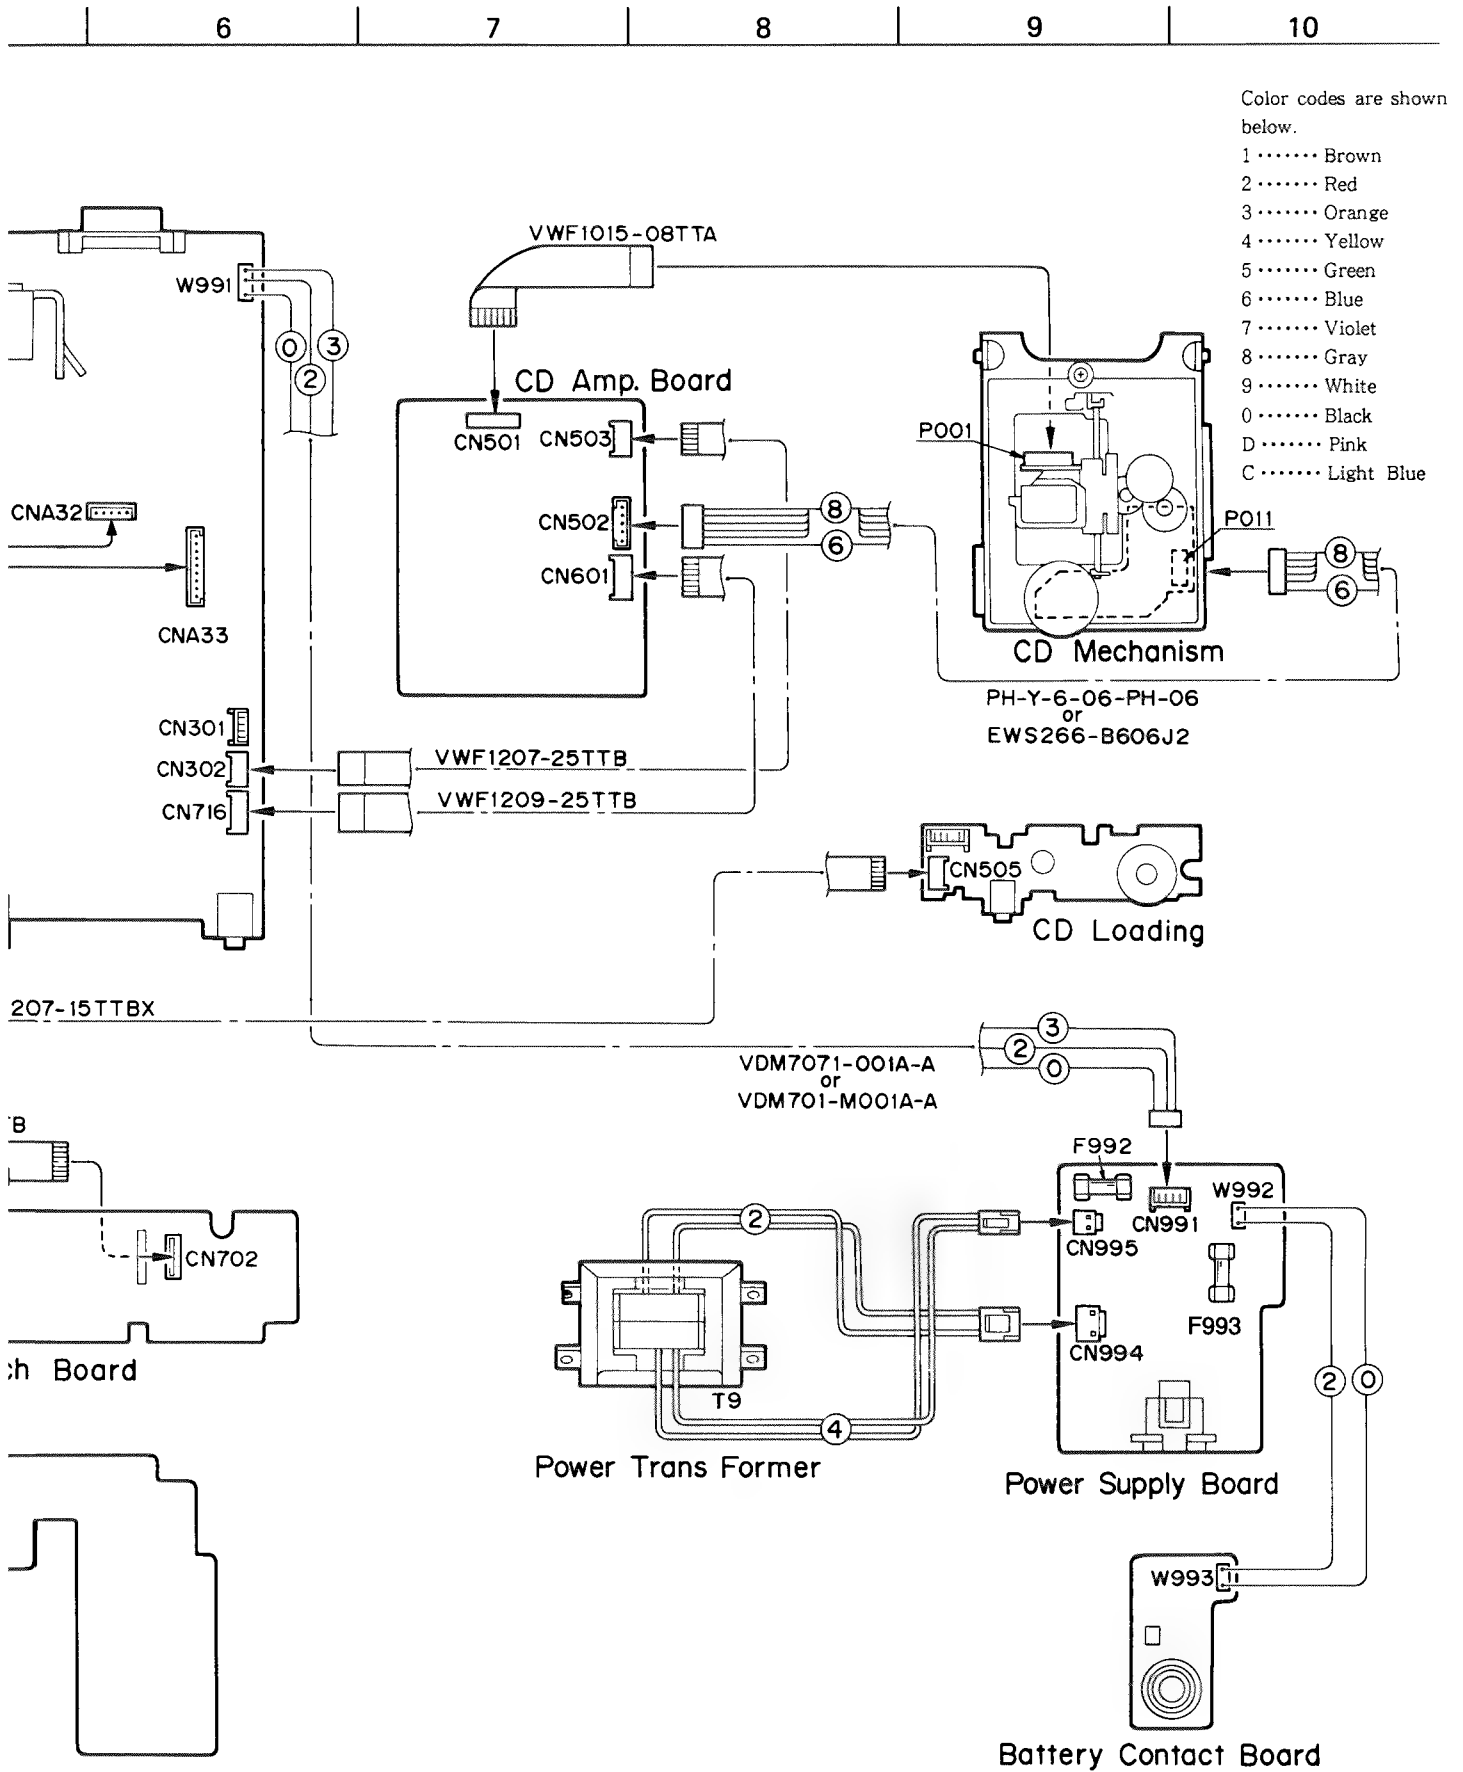 6 7 8 9 10
Color codes are shown
below.
1 ······· Brown
2 ······· Red
3 ······· Orange
4 ······· Yellow
5 ······· Green
6 ······· Blue
7 ······· Violet
8 ······· Gray
9 ······· White
0 ······· Black
D ······· Pink
C ······· Light Blue
VWF1015-08TTA
W991
0
3
2
CD Amp. Board
CN501
CN503
P001
CNA32
CN502
8
6
P011
8
6
CN601
CNA33
CD Mechanism
PH-Y-6-06-PH-06
or
EWS266-B606J2
CN301
CN302
VWF1207-25TTB
CN716
VWF1209-25TTB
CN505
CD Loading
207-15TTBX
3
2
0
VDM7071-001A-A
or
VDM701-M001A-A
TB
F992
W992
CN991
2
CN995
CN702
F993
CN994
ch Board
2
0
T9
4
Power Trans Former
Power Supply Board
W993
Battery Contact Board